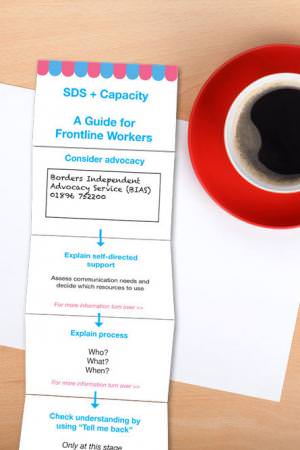 SDS + Capacity
A Guide for
Frontline Workers
Consider advocacy
Borders Independent
Advocacy Service (BIAS)
01896 752200
Explain self-directed
support
Assess communication needs and
decide which resources to use
For more information turn over >>
Explain process
Who?
What?
When?
For more information turn over >>
Check understanding by
using "Tell me back"
Only at this stage